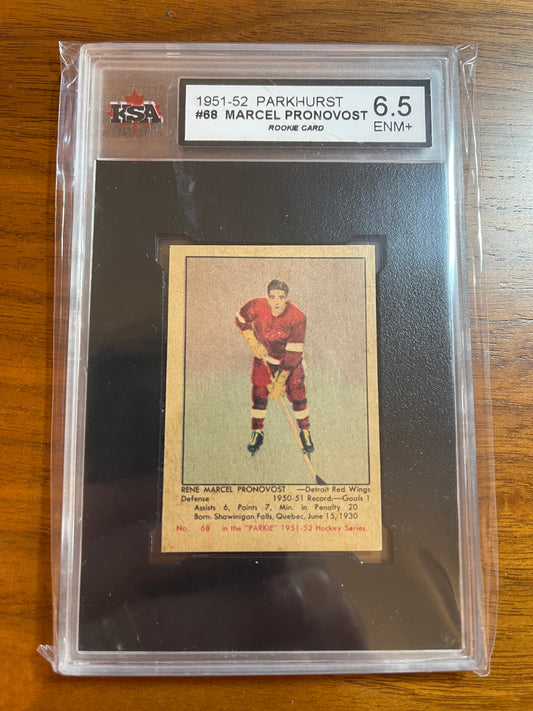 KSA
1951-52 PARKHURST
#68 MARCEL PRONOVOST
ROOKIE CARD
6.5
ENM+
RENE MARCEL PRONOVOST —Detroit Red Wings
Defense 1950-51 Record—Goals 1
Assists 6, Points 7, Min. in Penalty 20
Born: Shawinigan Falls, Quebec, June 15, 1930
No. 68 in the "PARKIE" 1951-52 Hockey Series.